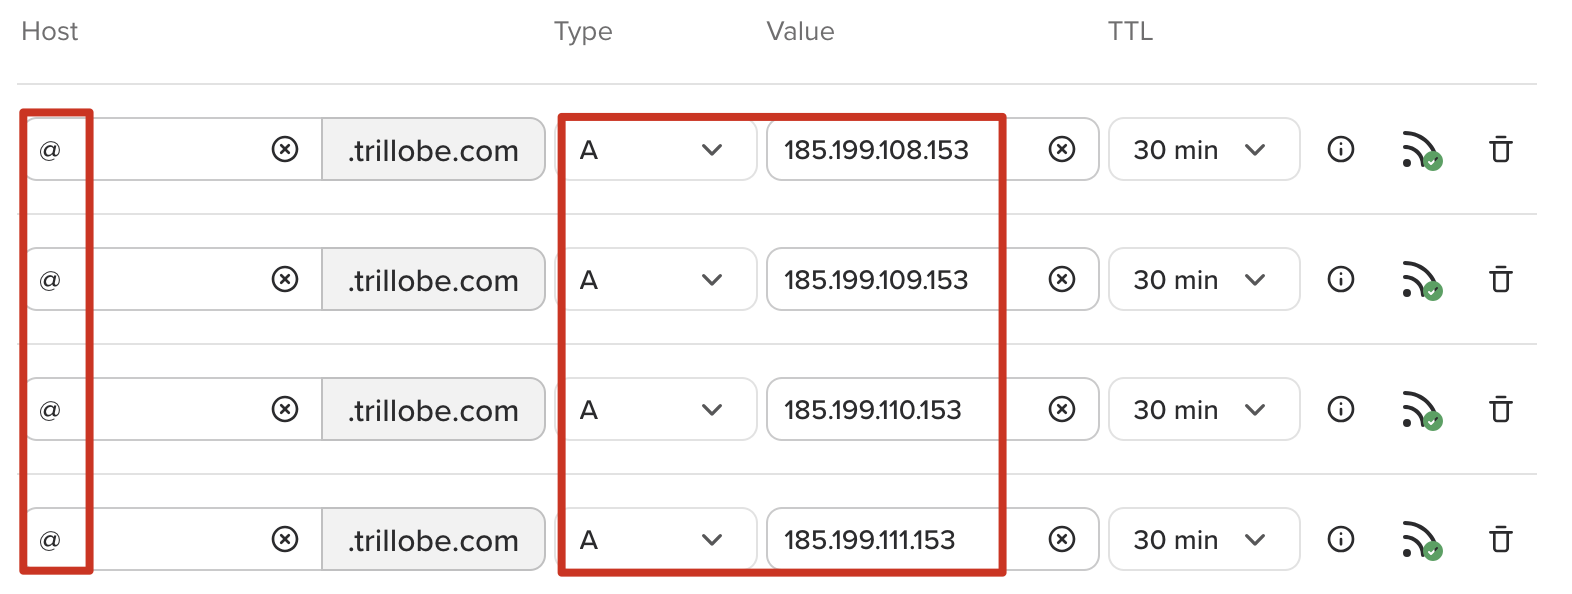 Host Type Value TTL
@ .trillobe.com A 185.199.108.153 30 min
@ .trillobe.com A 185.199.109.153 30 min
@ .trillobe.com A 185.199.110.153 30 min
@ .trillobe.com A 185.199.111.153 30 min